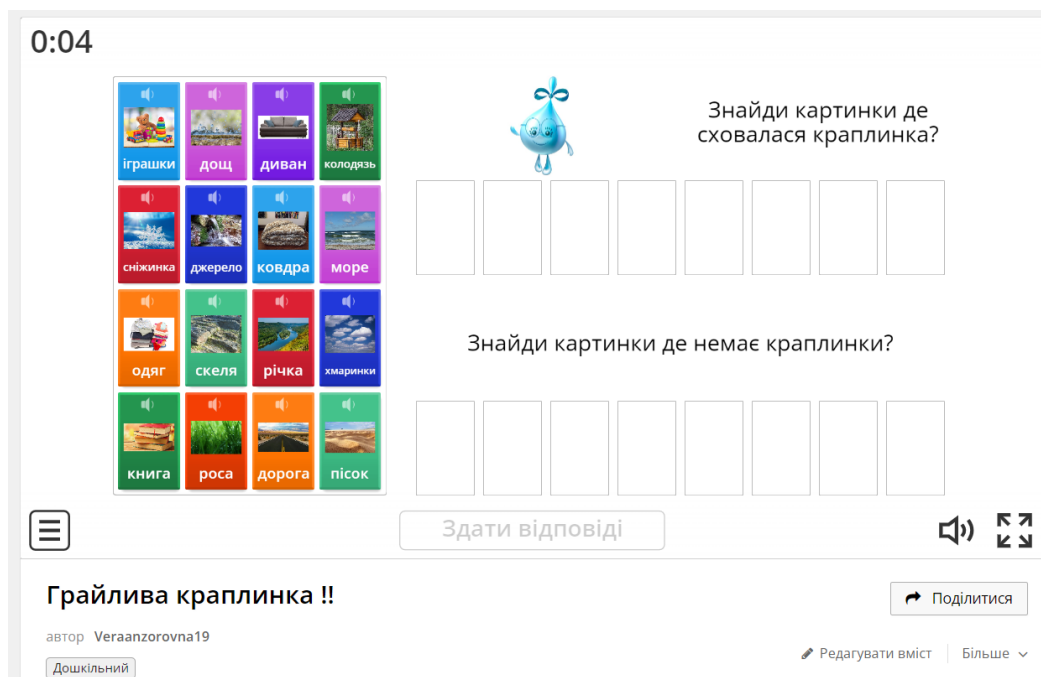 0:04
іграшки
дощ
диван
колодязь
сніжинка
джерело
ковдра
море
одяг
скеля
річка
хмаринки
книга
роса
дорога
пісок
Знайди картинки де
сховалася краплинка?
Знайди картинки де немає краплинки?
Здати відповіді
Грайлива краплинка !!
Поділитися
автор Veraanzorovna19
Редагувати вміст
Більше
Дошкільний